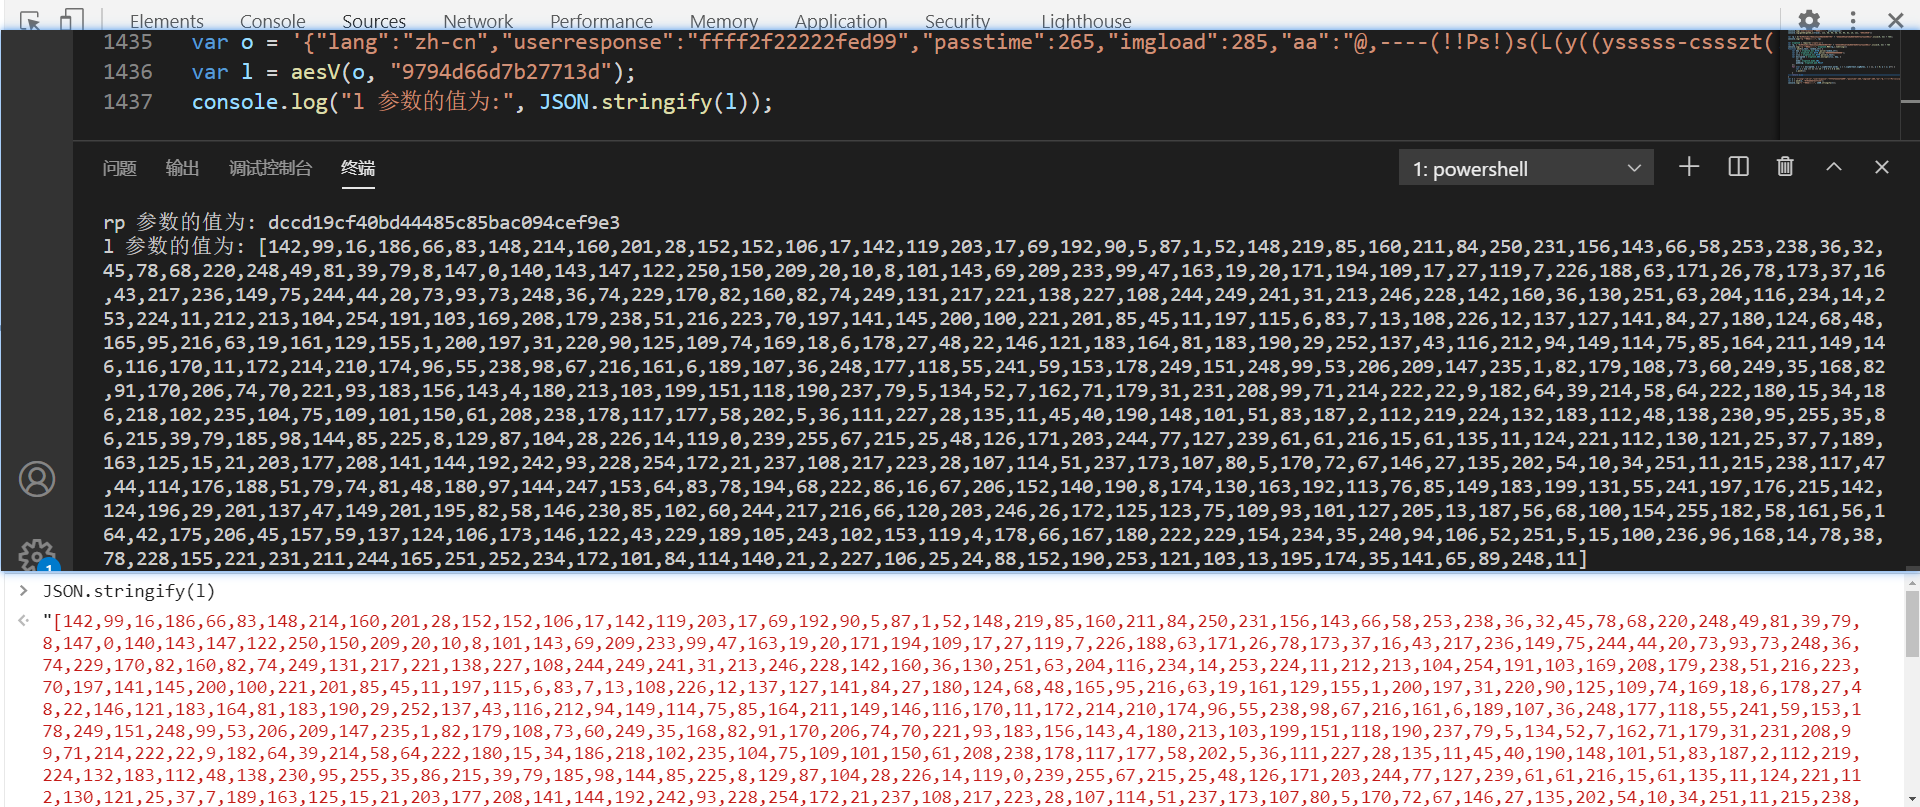 Elements Console Sources Network Performance Memory Application Security Lighthouse
1435 var o = '{"lang":"zh-cn","userresponse":"ffff2f22222fed99","passtime":265,"imgload":285,"aa":"@,----(!!Ps!)s(L(y((ysssss-cssszt(
1436 var l = aesV(o, "9794d66d7b27713d");
1437 console.log("l 参数的值为:", JSON.stringify(l));
问题 输出 调试控制台 终端 1: powershell
rp 参数的值为: dccd19cf40bd44485c85bac094cef9e3
l 参数的值为: [142,99,16,186,66,83,148,214,160,201,28,152,152,106,17,142,119,203,17,69,192,90,5,87,1,52,148,219,85,160,211,84,250,231,156,143,66,58,253,238,36,32,
45,78,68,220,248,49,81,39,79,8,147,0,140,143,147,122,250,150,209,20,10,8,101,143,69,209,233,99,47,163,19,20,171,194,109,17,27,119,7,226,188,63,171,26,78,173,37,16
,43,217,236,149,75,244,44,20,73,93,73,248,36,74,229,170,82,160,82,74,249,131,217,221,138,227,108,244,249,241,31,213,246,228,142,160,36,130,251,63,204,116,234,14,2
53,224,11,212,213,104,254,191,103,169,208,179,238,51,216,223,70,197,141,145,200,100,221,201,85,45,11,197,115,6,83,7,13,108,226,12,137,127,141,84,27,180,124,68,48,
165,95,216,63,19,161,129,155,1,200,197,31,220,90,125,109,74,169,18,6,178,27,48,22,146,121,183,164,81,183,190,29,252,137,43,116,212,94,149,114,75,85,164,211,149,14
6,116,170,11,172,214,210,174,96,55,238,98,67,216,161,6,189,107,36,248,177,118,55,241,59,153,178,249,151,248,99,53,206,209,147,235,1,82,179,108,73,60,249,35,168,82
,91,170,206,74,70,221,93,183,156,143,4,180,213,103,199,151,118,190,237,79,5,134,52,7,162,71,179,31,231,208,99,71,214,222,22,9,182,64,39,214,58,64,222,180,15,34,18
6,218,102,235,104,75,109,101,150,61,208,238,178,117,177,58,202,5,36,111,227,28,135,11,45,40,190,148,101,51,83,187,2,112,219,224,132,183,112,48,138,230,95,255,35,8
6,215,39,79,185,98,144,85,225,8,129,87,104,28,226,14,119,0,239,255,67,215,25,48,126,171,203,244,77,127,239,61,61,216,15,61,135,11,124,221,112,130,121,25,37,7,189,
163,125,15,21,203,177,208,141,144,192,242,93,228,254,172,21,237,108,217,223,28,107,114,51,237,173,107,80,5,170,72,67,146,27,135,202,54,10,34,251,11,215,238,117,47
,44,114,176,188,51,79,74,81,48,180,97,144,247,153,64,83,78,194,68,222,86,16,67,206,152,140,190,8,174,130,163,192,113,76,85,149,183,199,131,55,241,197,176,215,142,
124,196,29,201,137,47,149,201,195,82,58,146,230,85,102,60,244,217,216,66,120,203,246,26,172,125,123,75,109,93,101,127,205,13,187,56,68,100,154,255,182,58,161,56,1
64,42,175,206,45,157,59,137,124,106,173,146,122,43,229,189,105,243,102,153,119,4,178,66,167,180,222,229,154,234,35,240,94,106,52,251,5,15,100,236,96,168,14,78,38,
78,228,155,221,231,211,244,165,251,252,234,172,101,84,114,140,21,2,227,106,25,24,88,152,190,253,121,103,13,195,174,35,141,65,89,248,11]
1
JSON.stringify(l)
"[142,99,16,186,66,83,148,214,160,201,28,152,152,106,17,142,119,203,17,69,192,90,5,87,1,52,148,219,85,160,211,84,250,231,156,143,66,58,253,238,36,32,45,78,68,220,248,49,81,39,79,
8,147,0,140,143,147,122,250,150,209,20,10,8,101,143,69,209,233,99,47,163,19,20,171,194,109,17,27,119,7,226,188,63,171,26,78,173,37,16,43,217,236,149,75,244,44,20,73,93,73,248,36,
74,229,170,82,160,82,74,249,131,217,221,138,227,108,244,249,241,31,213,246,228,142,160,36,130,251,63,204,116,234,14,253,224,11,212,213,104,254,191,103,169,208,179,238,51,216,223,
70,197,141,145,200,100,221,201,85,45,11,197,115,6,83,7,13,108,226,12,137,127,141,84,27,180,124,68,48,165,95,216,63,19,161,129,155,1,200,197,31,220,90,125,109,74,169,18,6,178,27,4
8,22,146,121,183,164,81,183,190,29,252,137,43,116,212,94,149,114,75,85,164,211,149,146,116,170,11,172,214,210,174,96,55,238,98,67,216,161,6,189,107,36,248,177,118,55,241,59,153,1
78,249,151,248,99,53,206,209,147,235,1,82,179,108,73,60,249,35,168,82,91,170,206,74,70,221,93,183,156,143,4,180,213,103,199,151,118,190,237,79,5,134,52,7,162,71,179,31,231,208,9
9,71,214,222,22,9,182,64,39,214,58,64,222,180,15,34,186,218,102,235,104,75,109,101,150,61,208,238,178,117,177,58,202,5,36,111,227,28,135,11,45,40,190,148,101,51,83,187,2,112,219,
224,132,183,112,48,138,230,95,255,35,86,215,39,79,185,98,144,85,225,8,129,87,104,28,226,14,119,0,239,255,67,215,25,48,126,171,203,244,77,127,239,61,61,216,15,61,135,11,124,221,11
2,130,121,25,37,7,189,163,125,15,21,203,177,208,141,144,192,242,93,228,254,172,21,237,108,217,223,28,107,114,51,237,173,107,80,5,170,72,67,146,27,135,202,54,10,34,251,11,215,238,